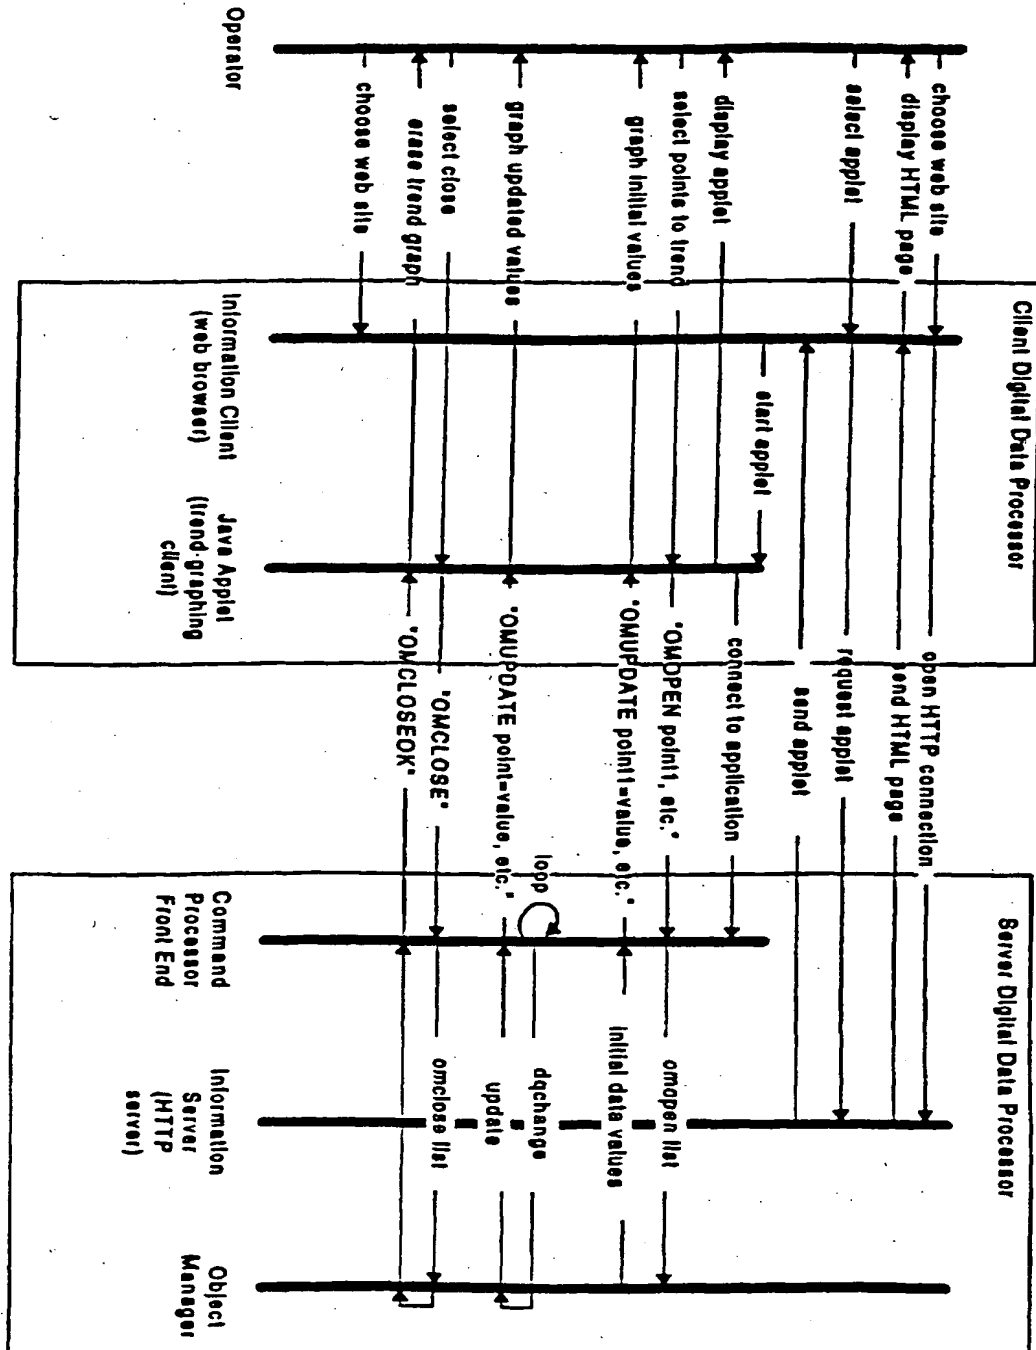 Client Digital Data Processor
Server Digital Data Processor
choose web site
open HTTP connection
display HTML page
send HTML page
select applet
request applet
send applet
start applet
connect to application
display applet
select points to trend
"OMOPEN point1, etc."
omopen list
graph initial values
"OMUPDATE point1=value, etc."
initial data values
loop
dqchange
graph updated values
"OMUPDATE point=value, etc."
update
select close
"OMCLOSE"
omclose list
erase trend graph
"OMCLOSEOK"
choose web site
Operator
Information Client
(web browser)
Java Applet
(trend-graphing
client)
Command
Processor
Front End
Information
Server
(HTTP
server)
Object
Manager